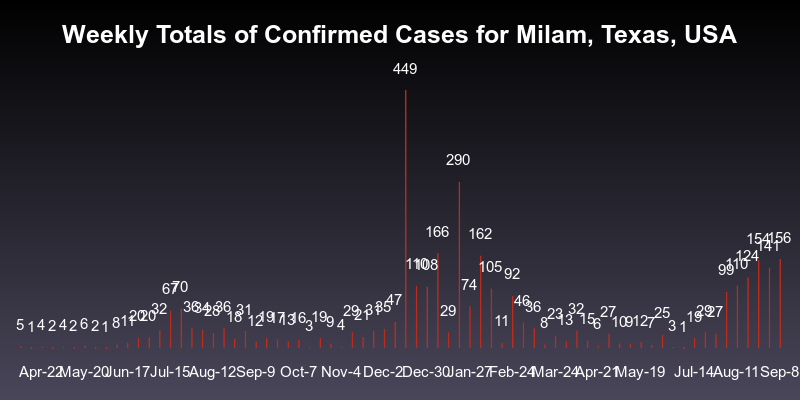 Weekly Totals of Confirmed Cases for Milam, Texas, USA
5 1 4 2 4 2 6 2 1 8 11 20 20 32 67 70 36 34 28 36 18 31 12 19 17 13 16 3 19 9 4 29 21 31 35 47 449 110 108 166 29 290 74 162 105 11 92 46 36 8 23 13 32 15 6 27 10 9 12 7 25 3 1 19 29 27 99 110 124 154 141 156
Apr-22 May-20 Jun-17 Jul-15 Aug-12 Sep-9 Oct-7 Nov-4 Dec-2 Dec-30 Jan-27 Feb-24 Mar-24 Apr-21 May-19 Jul-14 Aug-11 Sep-8